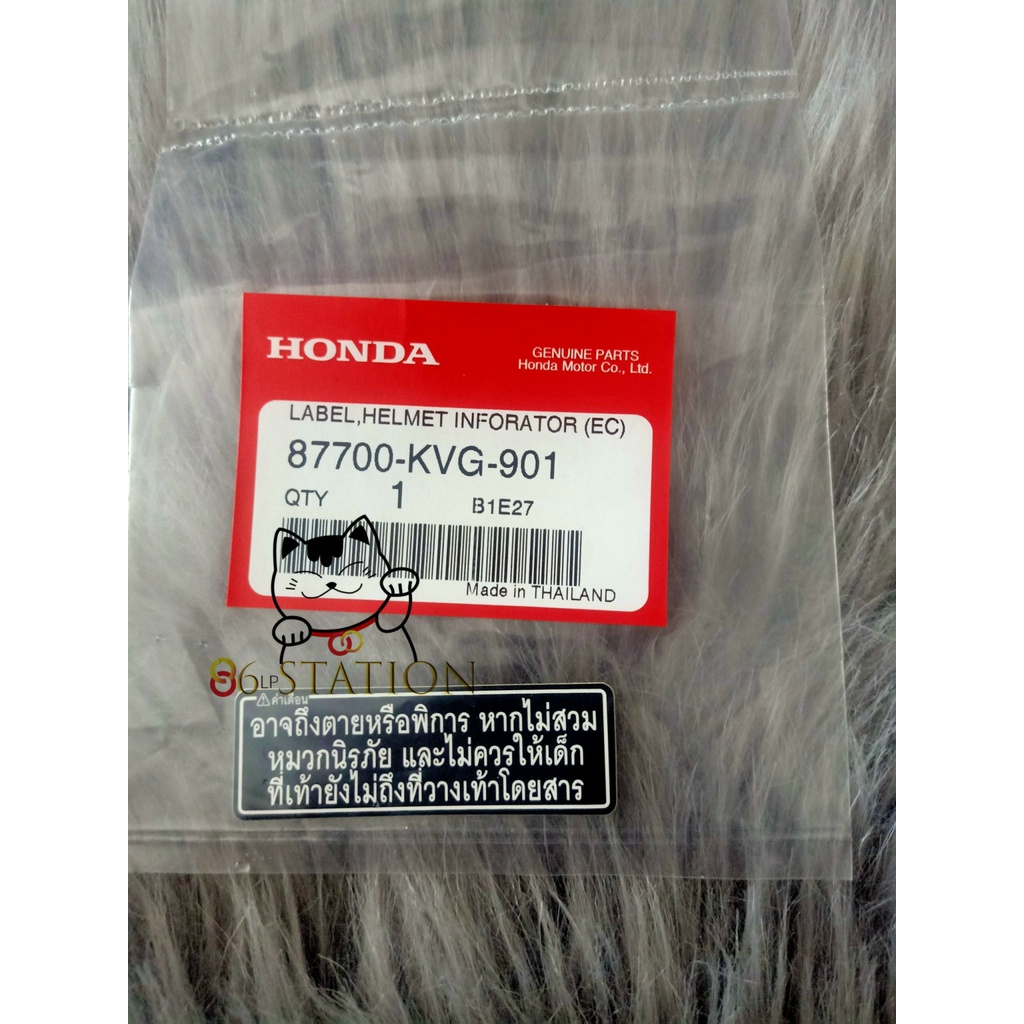 HONDA
GENUINE PARTS
Honda Motor Co., Ltd.
LABEL,HELMET INFORATOR (EC)
87700-KVG-901
QTY 1 B1E27
Made in THAILAND
86LPSTATION
⚠คำเตือน
อาจถึงตายหรือพิการ หากไม่สวม
หมวกนิรภัย และไม่ควรให้เด็ก
ที่เท้ายังไม่ถึงที่วางเท้าโดยสาร